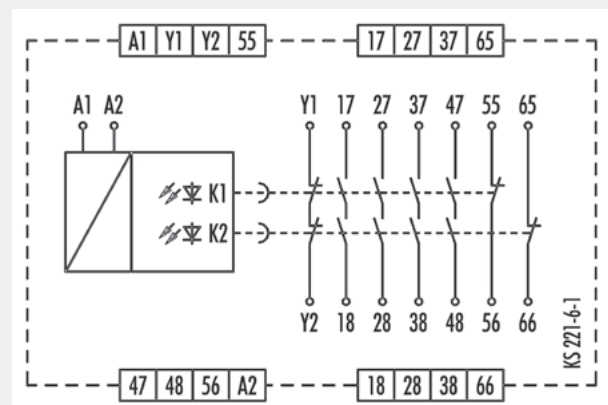 A1 Y1 Y2 55 17 27 37 65
A1 A2 Y1 17 27 37 47 55 65
K1
K2
Y2 18 28 38 48 56 66
KS 221-6-1
47 48 56 A2 18 28 38 66